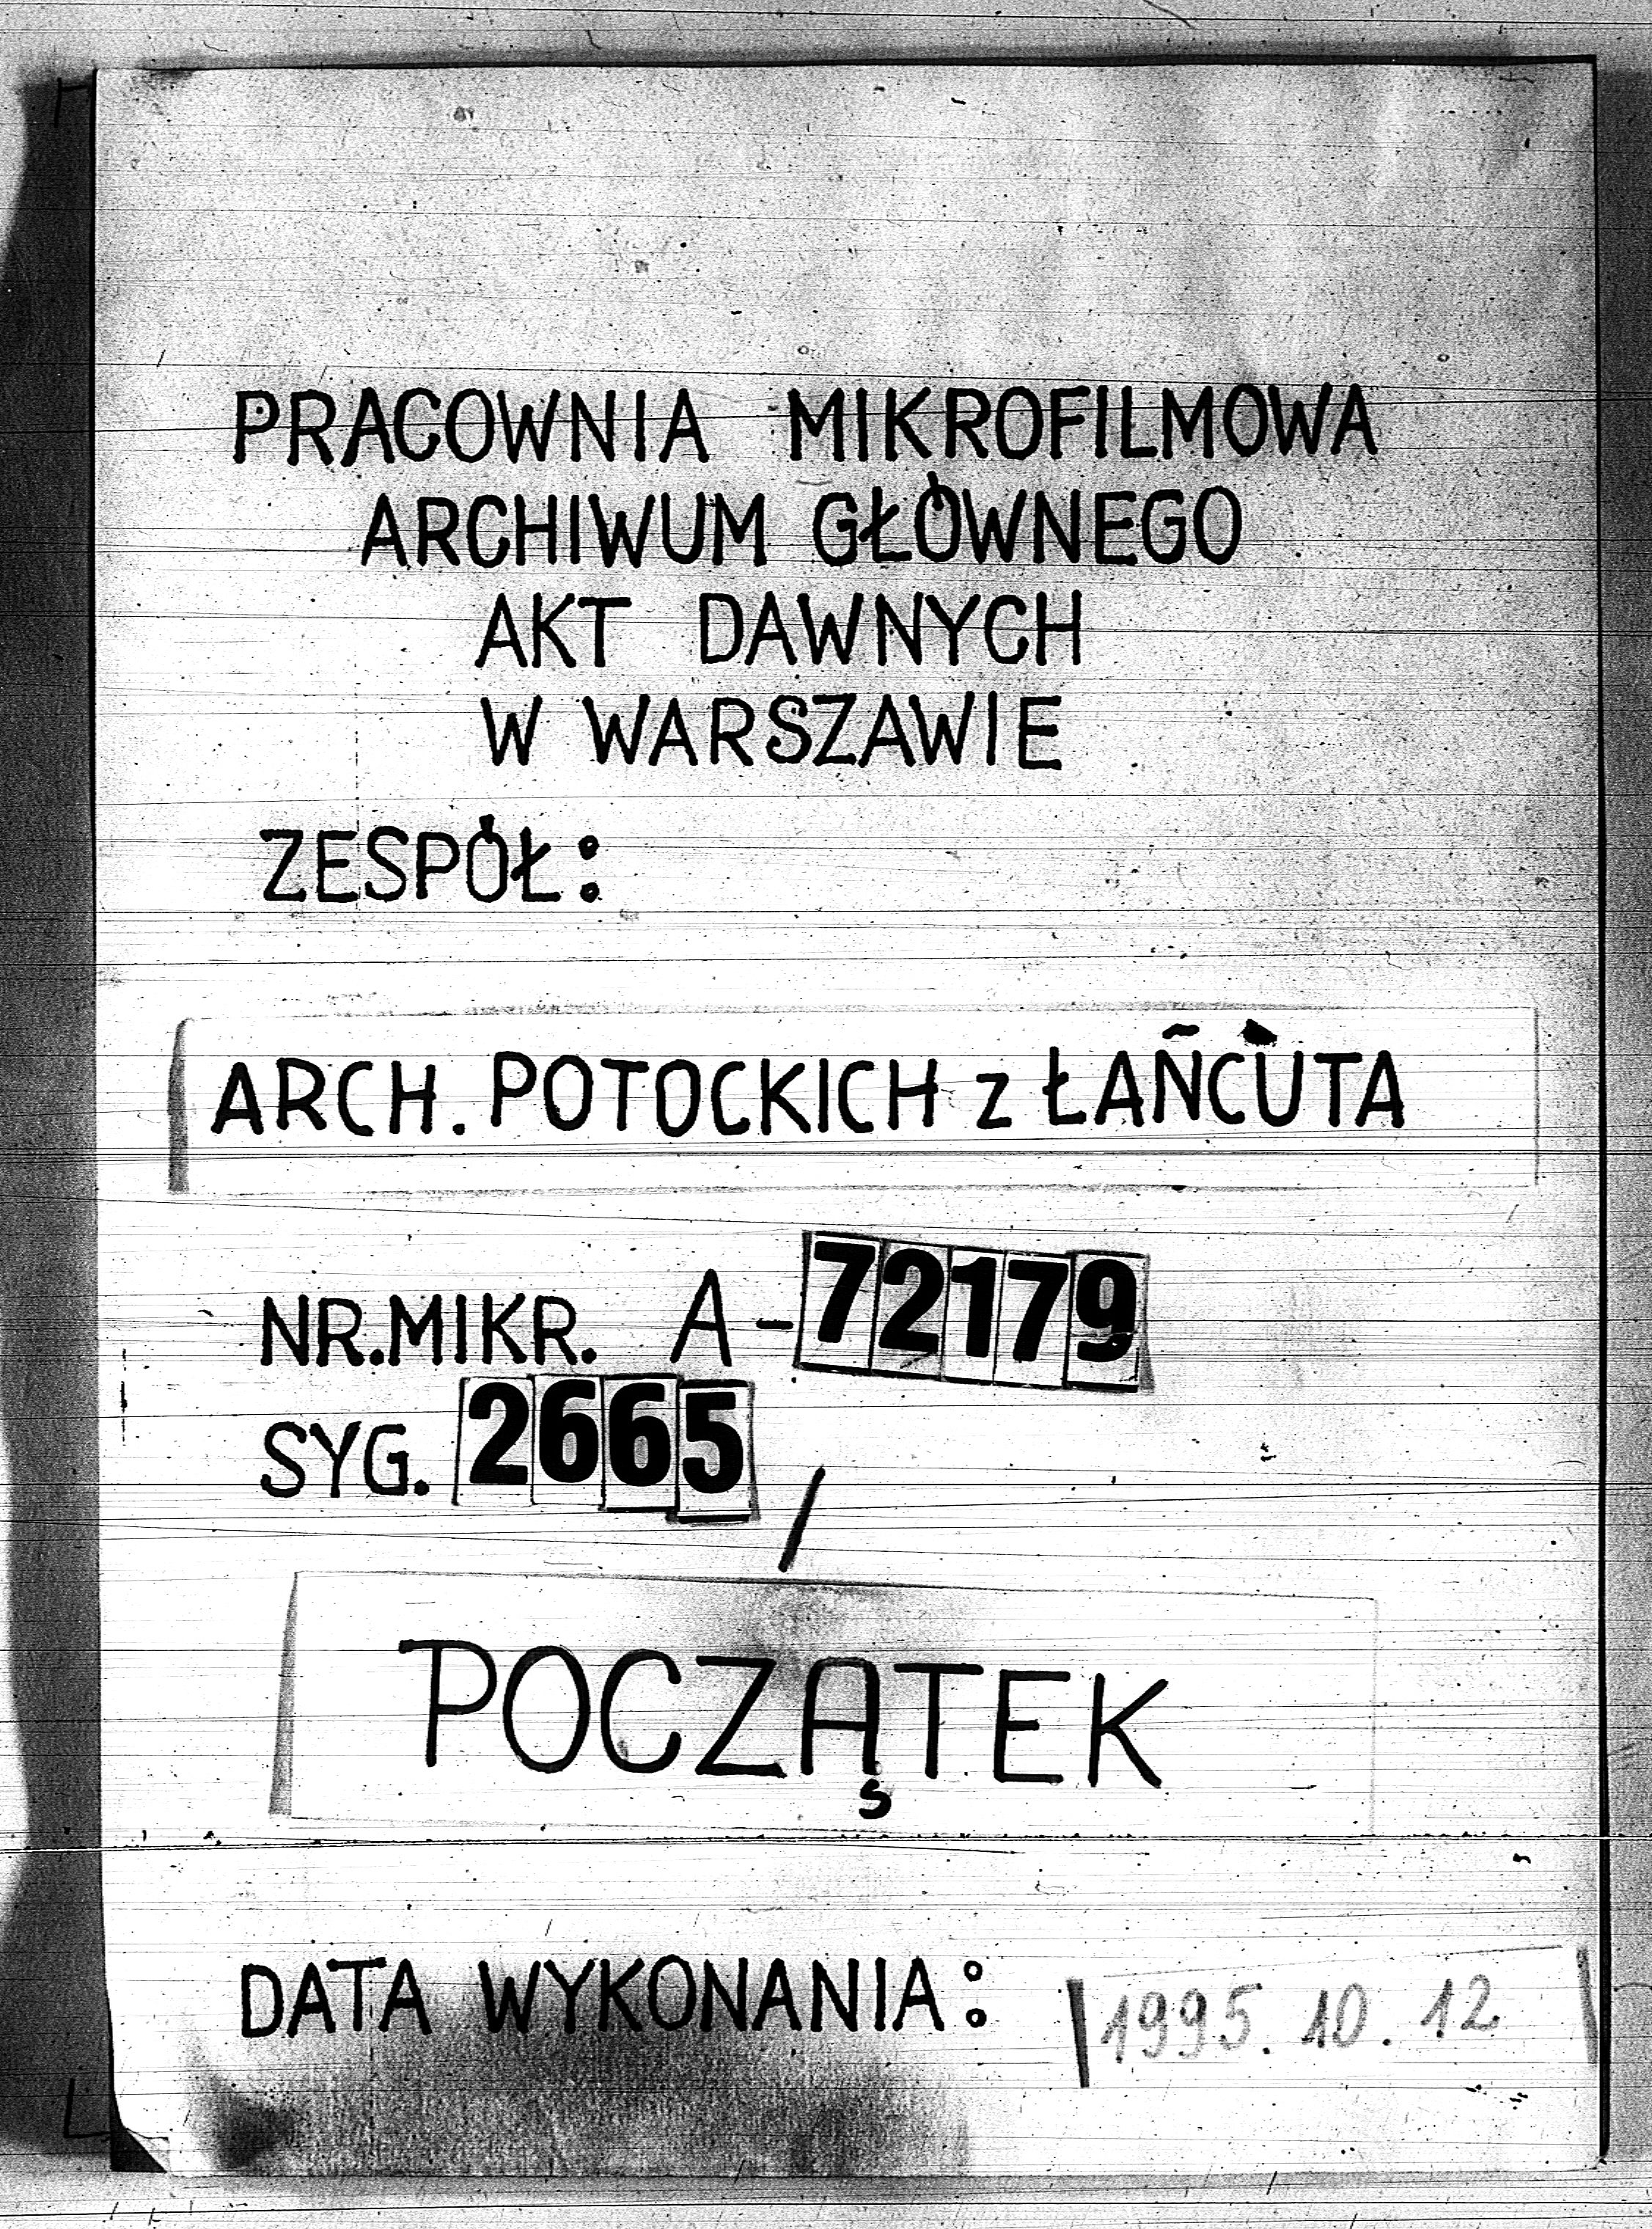 PRACOWNIA MIKROFILMOWA
ARCHIWUM GŁÓWNEGO
AKT DAWNYCH
W WARSZAWIE
ZESPÓŁ:
ARCH. POTOCKICH z ŁAŃCUTA
NR.MIKR. A-72179
SYG. 2665 /
POCZĄTEK
DATA WYKONANIA: 1995.10.12